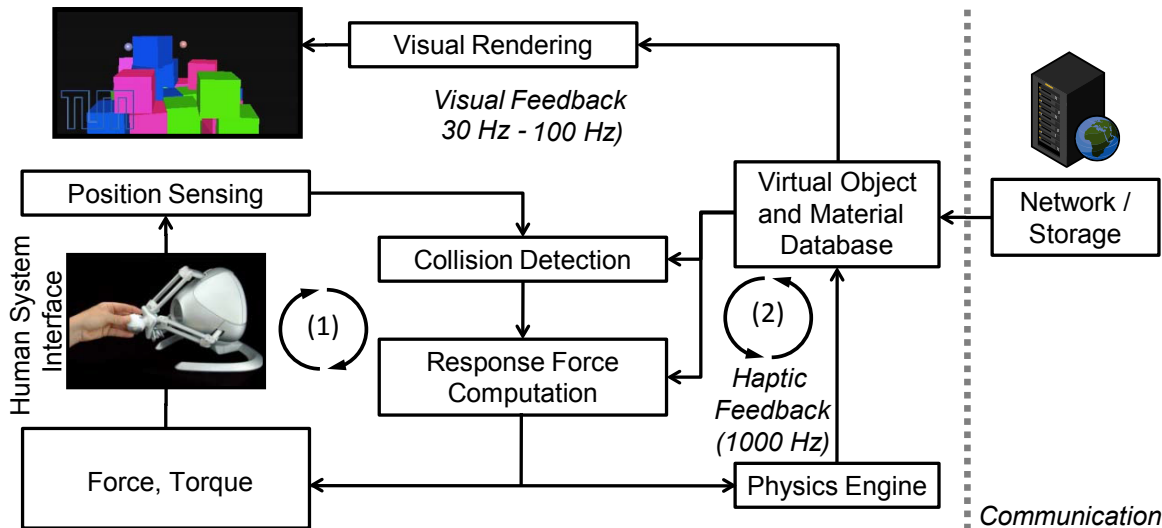 Visual Rendering
Visual Feedback
30 Hz - 100 Hz)
TUM
Position Sensing
Virtual Object
and Material
Database
Network /
Storage
Collision Detection
Human System
Interface
(1)
(2)
Response Force
Computation
Haptic
Feedback
(1000 Hz)
Force, Torque
Physics Engine
Communication